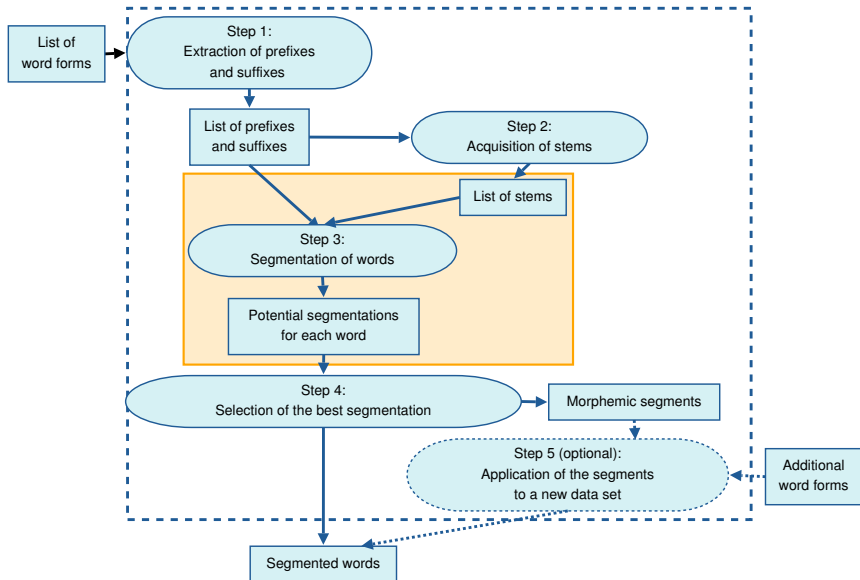 List of
word forms
Step 1:
Extraction of prefixes
and suffixes
List of prefixes
and suffixes
Step 2:
Acquisition of stems
List of stems
Step 3:
Segmentation of words
Potential segmentations
for each word
Step 4:
Selection of the best segmentation
Morphemic segments
Step 5 (optional):
Application of the segments
to a new data set
Additional
word forms
Segmented words